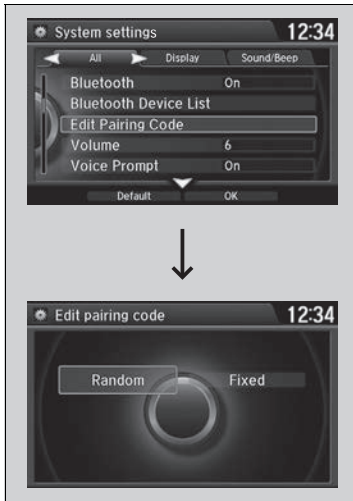 System settings 12:34
All Display Sound/Beep
Bluetooth On
Bluetooth Device List
Edit Pairing Code
Volume 6
Voice Prompt On
Default OK
Edit pairing code 12:34
Random Fixed